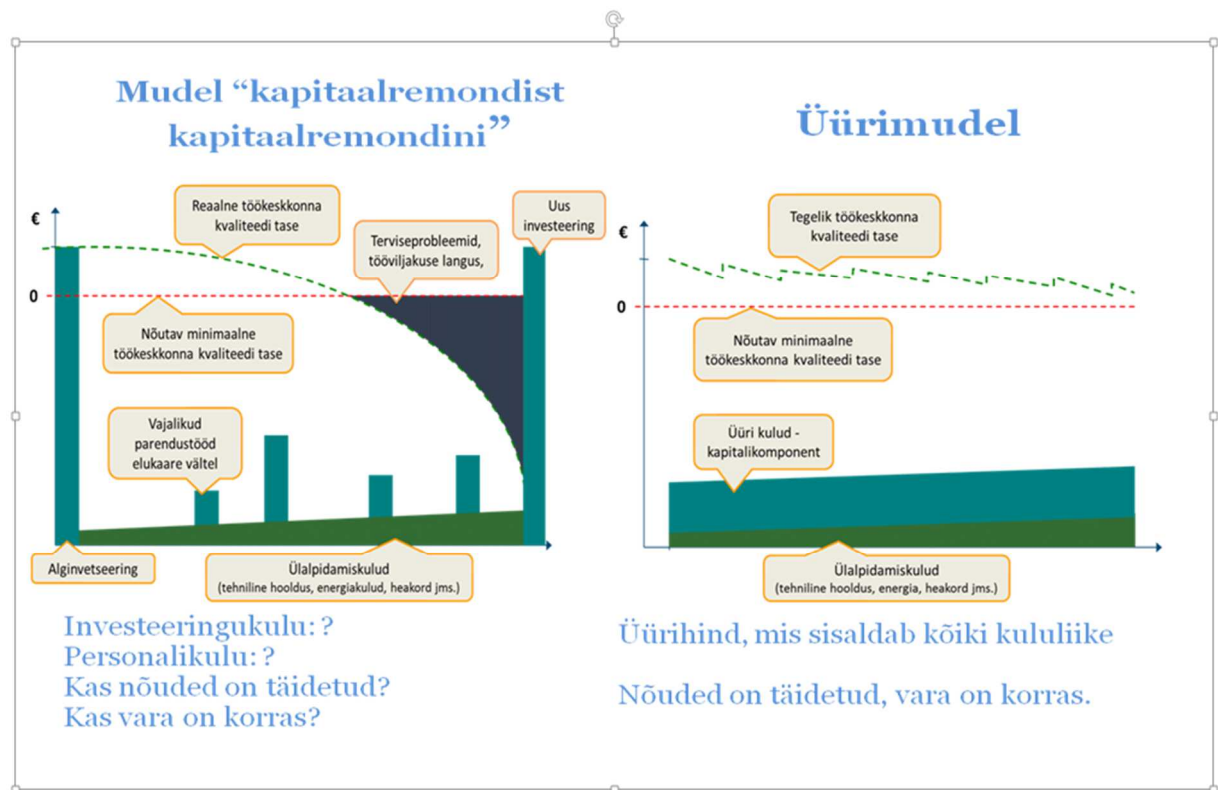 Mudel “kapitaalremondist
kapitaalremondini”
€
Reaalne töökeskkonna
kvaliteedi tase
Terviseprobleemid,
tööviljakuse langus,
Uus
investeering
0
Nõutav minimaalne
töökeskkonna kvaliteedi tase
Vajalikud
parendustööd
elukaare vältel
Alginvetseering
Ülalpidamiskulud
(tehniline hooldus, energiakulud, heakord jms.)
Investeeringukulu: ?
Personalikulu: ?
Kas nõuded on täidetud?
Kas vara on korras?
Üürimudel
€
Tegelik töökeskkonna
kvaliteedi tase
0
Nõutav minimaalne
töökeskkonna kvaliteedi tase
Üüri kulud -
kapitalikomponent
Ülalpidamiskulud
(tehniline hooldus, energia, heakord jms.)
Üürihind, mis sisaldab kõiki kululiike
Nõuded on täidetud, vara on korras.